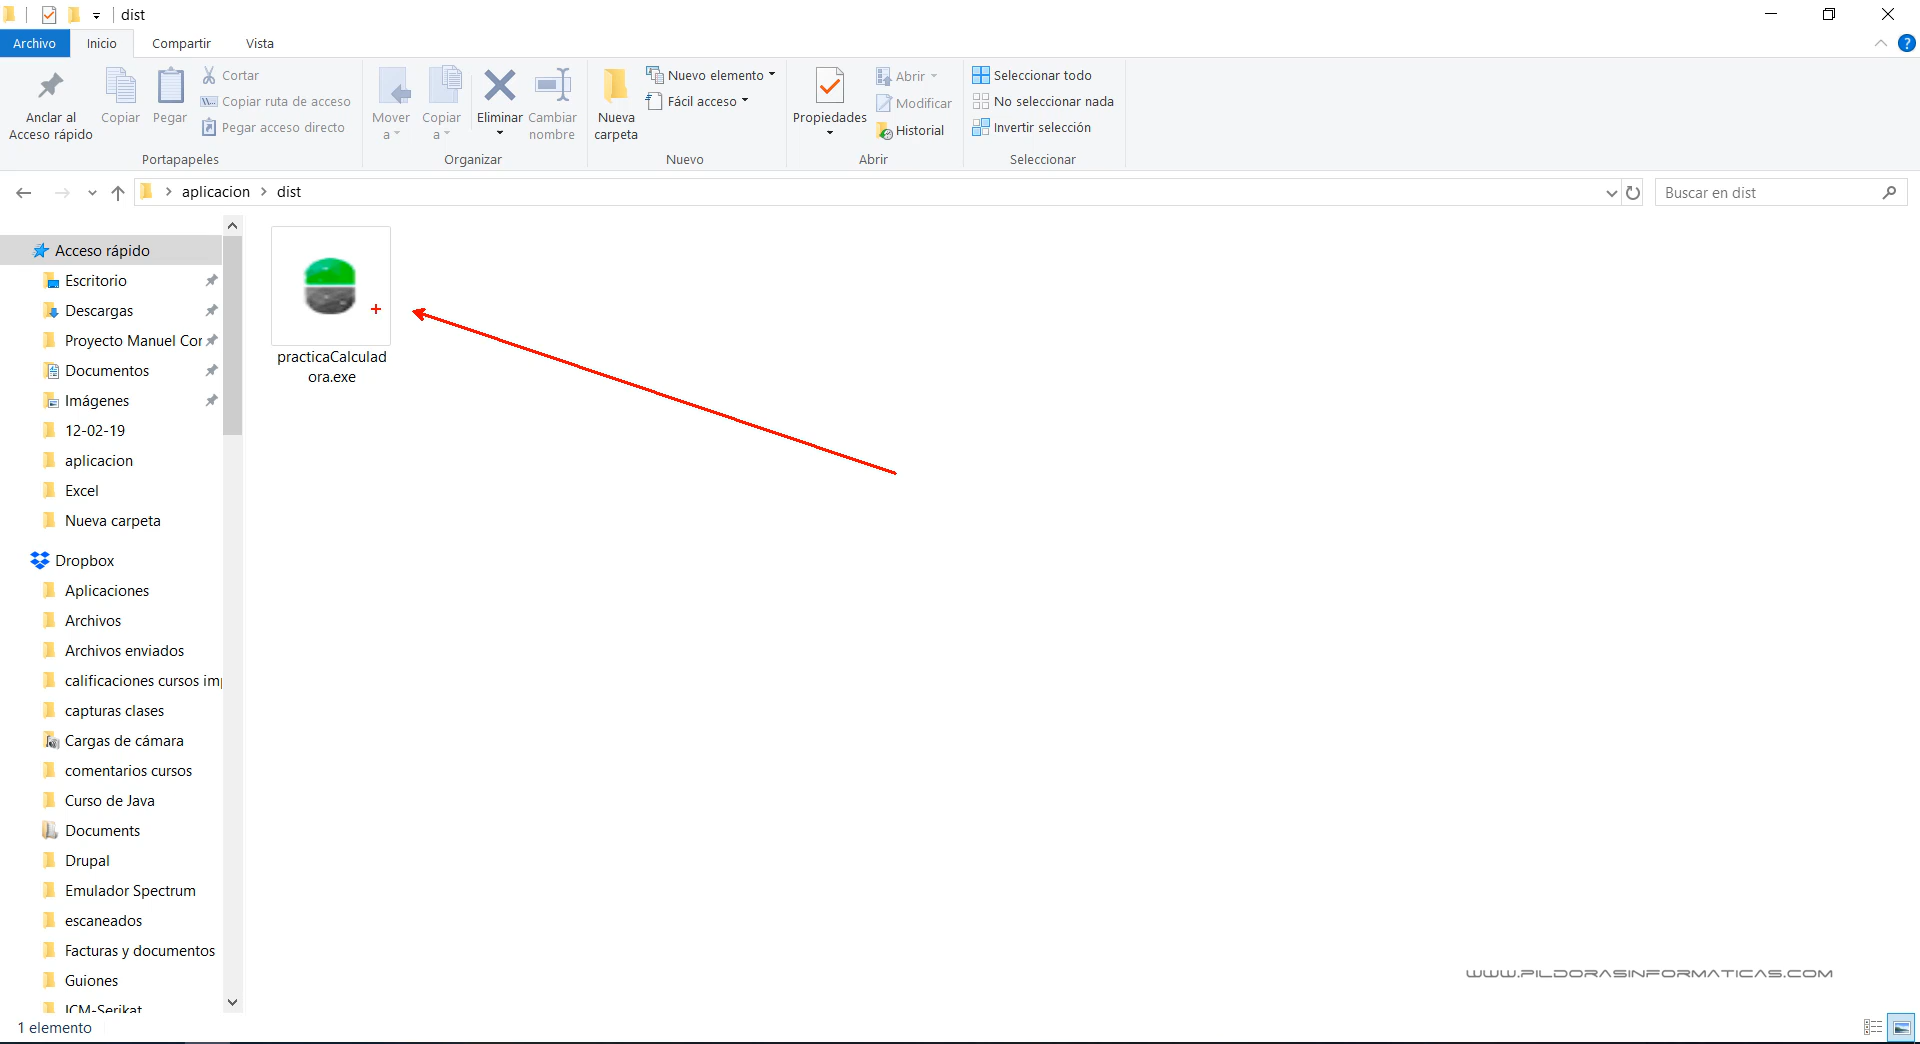 dist
Archivo
Inicio
Compartir
Vista
?
Anclar al
Acceso rápido
Copiar
Pegar
Cortar
Copiar ruta de acceso
Pegar acceso directo
Portapapeles
Mover
a
Copiar
a
Eliminar
Cambiar
nombre
Organizar
Nueva
carpeta
Nuevo elemento
Fácil acceso
Nuevo
Propiedades
Abrir
Modificar
Historial
Abrir
Seleccionar todo
No seleccionar nada
Invertir selección
Seleccionar
aplicacion > dist
Buscar en dist
Acceso rápido
Escritorio
Descargas
Proyecto Manuel Cor
Documentos
Imágenes
12-02-19
aplicacion
Excel
Nueva carpeta
Dropbox
Aplicaciones
Archivos
Archivos enviados
calificaciones cursos im
capturas clases
Cargas de cámara
comentarios cursos
Curso de Java
Documents
Drupal
Emulador Spectrum
escaneados
Facturas y documentos
Guiones
ICM-Serikat
practicaCalculad
ora.exe
WWW.PILDORASINFORMATICAS.COM
1 elemento